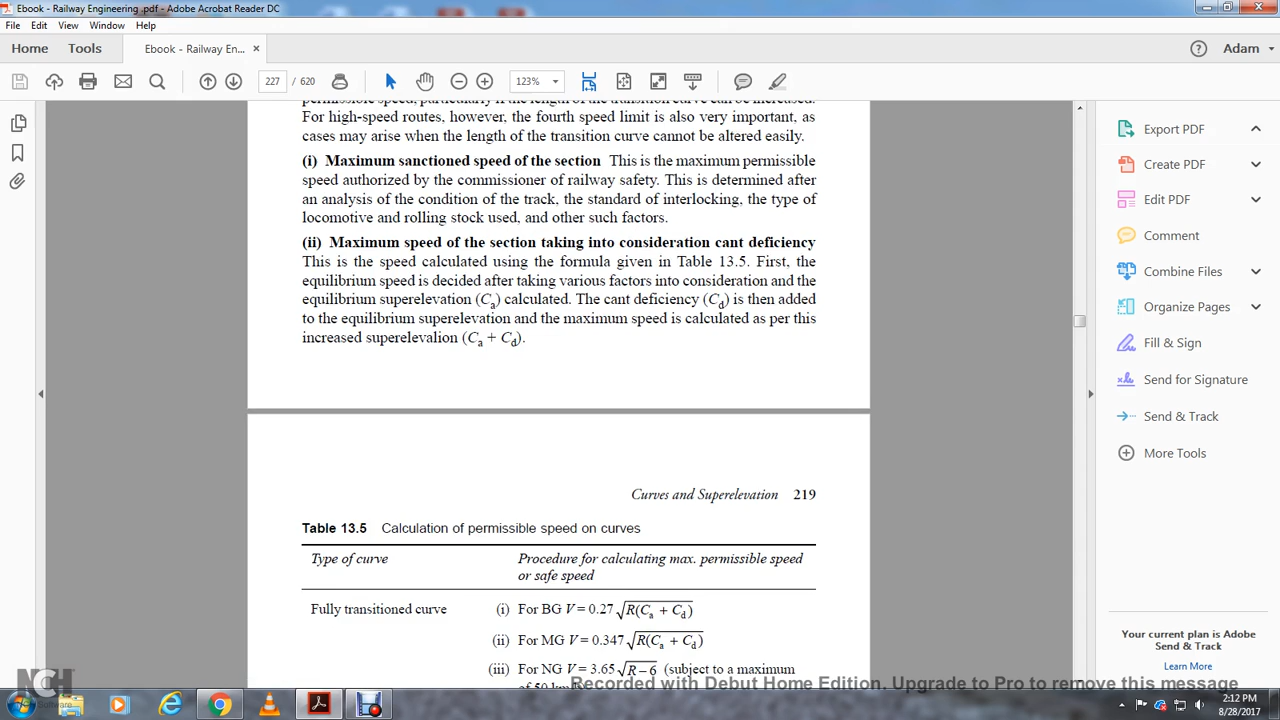 Ebook - Railway Engineering .pdf - Adobe Acrobat Reader DC
File Edit View Window Help
Home Tools Ebook - Railway En... × Adam
227 / 620 123%
permissible speed, particularly if the length of the transition curve can be increased.
For high-speed routes, however, the fourth speed limit is also very important, as
cases may arise when the length of the transition curve cannot be altered easily.
(i) Maximum sanctioned speed of the section This is the maximum permissible
speed authorized by the commissioner of railway safety. This is determined after
an analysis of the condition of the track, the standard of interlocking, the type of
locomotive and rolling stock used, and other such factors.
(ii) Maximum speed of the section taking into consideration cant deficiency
This is the speed calculated using the formula given in Table 13.5. First, the
equilibrium speed is decided after taking various factors into consideration and the
equilibrium superelevation (Ca) calculated. The cant deficiency (Cd) is then added
to the equilibrium superelevation and the maximum speed is calculated as per this
increased superelevalion (Ca + Cd).
Curves and Superelevation 219
Table 13.5 Calculation of permissible speed on curves
Type of curve Procedure for calculating max. permissible speed
or safe speed
Fully transitioned curve (i) For BG V = 0.27 √R(Ca + Cd)
(ii) For MG V = 0.347 √R(Ca + Cd)
(iii) For NG V = 3.65 √R – 6 (subject to a maximum
Export PDF
Create PDF
Edit PDF
Comment
Combine Files
Organize Pages
Fill & Sign
Send for Signature
Send & Track
More Tools
Your current plan is Adobe
Send & Track
Learn More
NCH
Software
Recorded with Debut Home Edition. Upgrade to Pro to remove this message
2:12 PM
8/28/2017